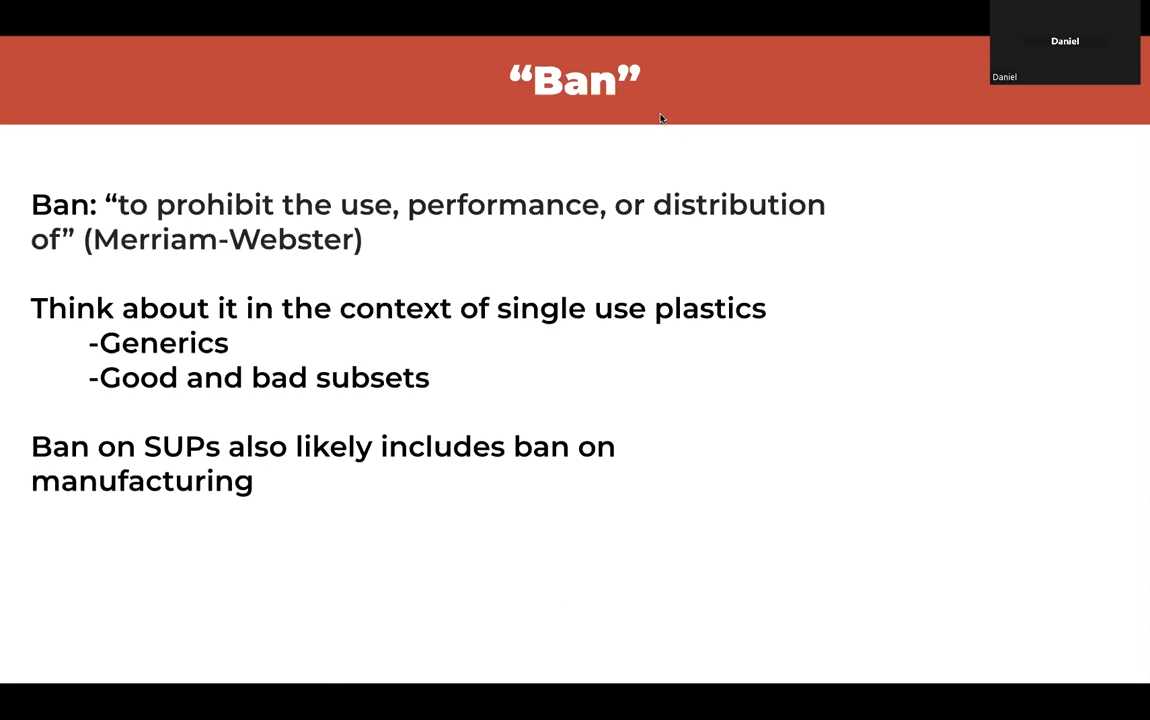 “Ban”
Daniel
Daniel
Ban: “to prohibit the use, performance, or distribution
of” (Merriam-Webster)
Think about it in the context of single use plastics
-Generics
-Good and bad subsets
Ban on SUPs also likely includes ban on
manufacturing